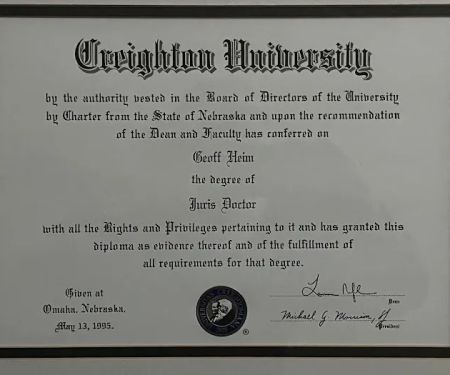 Creighton University
by the authority vested in the Board of Directors of the University
by Charter from the State of Nebraska and upon the recommendation
of the Dean and Faculty has conferred on
Geoff Heim
the degree of
Juris Doctor
with all the Rights and Privileges pertaining to it and has granted this
diploma as evidence thereof and of the fulfillment of
all requirements for that degree.
Given at
Omaha, Nebraska,
May 13, 1995.
Dean
Michael G. Morrison, SJ
President
®